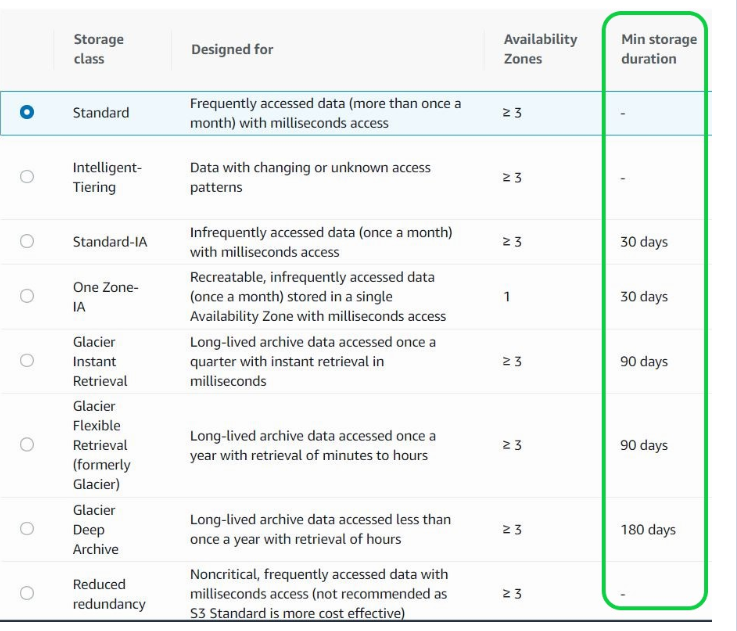 Storage class
Designed for
Availability Zones
Min storage duration
Standard
Frequently accessed data (more than once a
month) with milliseconds access
≥ 3
-
Intelligent-
Tiering
Data with changing or unknown access
patterns
≥ 3
-
Standard-IA
Infrequently accessed data (once a month)
with milliseconds access
≥ 3
30 days
One Zone-
IA
Recreatable, infrequently accessed data
(once a month) stored in a single
Availability Zone with milliseconds access
1
30 days
Glacier
Instant
Retrieval
Long-lived archive data accessed once a
quarter with instant retrieval in
milliseconds
≥ 3
90 days
Glacier
Flexible
Retrieval
(formerly
Glacier)
Long-lived archive data accessed once a
year with retrieval of minutes to hours
≥ 3
90 days
Glacier
Deep
Archive
Long-lived archive data accessed less than
once a year with retrieval of hours
≥ 3
180 days
Reduced
redundancy
Noncritical, frequently accessed data with
milliseconds access (not recommended as
S3 Standard is more cost effective)
≥ 3
-